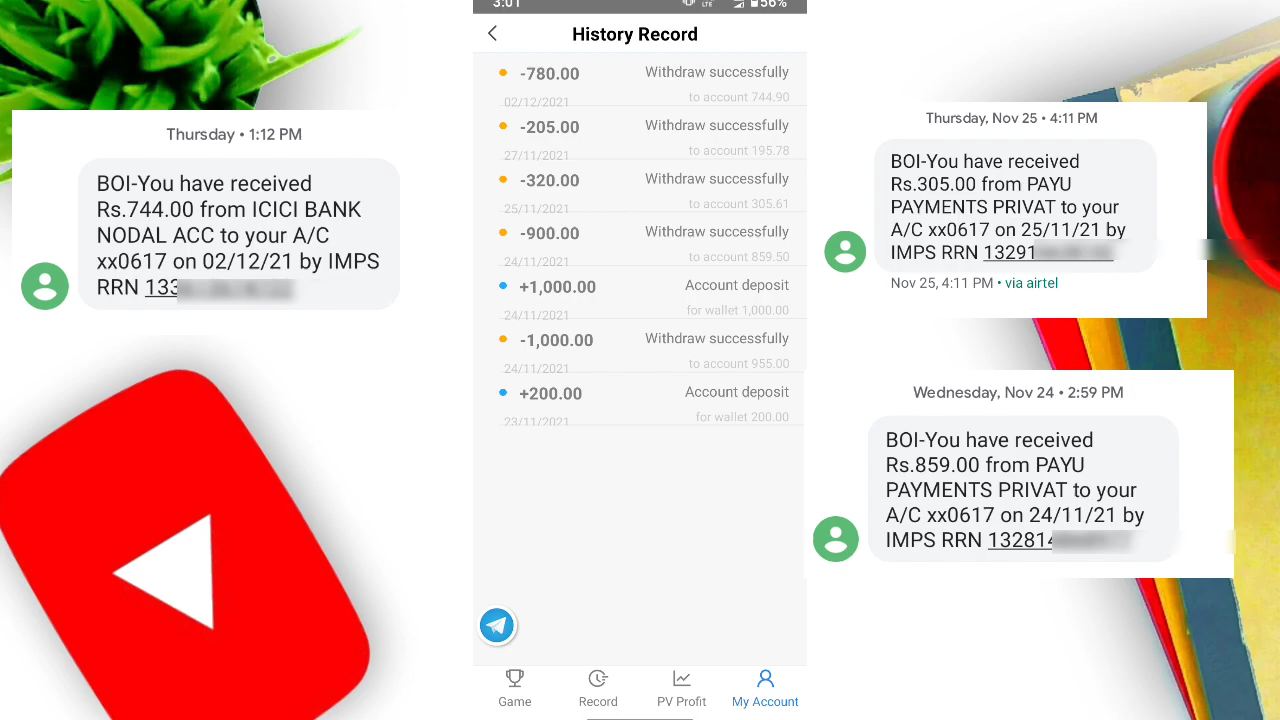 Thursday • 1:12 PM
BOI-You have received
Rs.744.00 from ICICI BANK
NODAL ACC to your A/C
xx0617 on 02/12/21 by IMPS
RRN 133
3:01
LTE
56%
History Record
-780.00 Withdraw successfully
02/12/2021 to account 744.90
-205.00 Withdraw successfully
27/11/2021 to account 195.78
-320.00 Withdraw successfully
25/11/2021 to account 305.61
-900.00 Withdraw successfully
24/11/2021 to account 859.50
+1,000.00 Account deposit
24/11/2021 for wallet 1,000.00
-1,000.00 Withdraw successfully
24/11/2021 to account 955.00
+200.00 Account deposit
23/11/2021 for wallet 200.00
Game Record PV Profit My Account
Thursday, Nov 25 • 4:11 PM
BOI-You have received
Rs.305.00 from PAYU
PAYMENTS PRIVAT to your
A/C xx0617 on 25/11/21 by
IMPS RRN 13291
Nov 25, 4:11 PM • via airtel
Wednesday, Nov 24 • 2:59 PM
BOI-You have received
Rs.859.00 from PAYU
PAYMENTS PRIVAT to your
A/C xx0617 on 24/11/21 by
IMPS RRN 13281